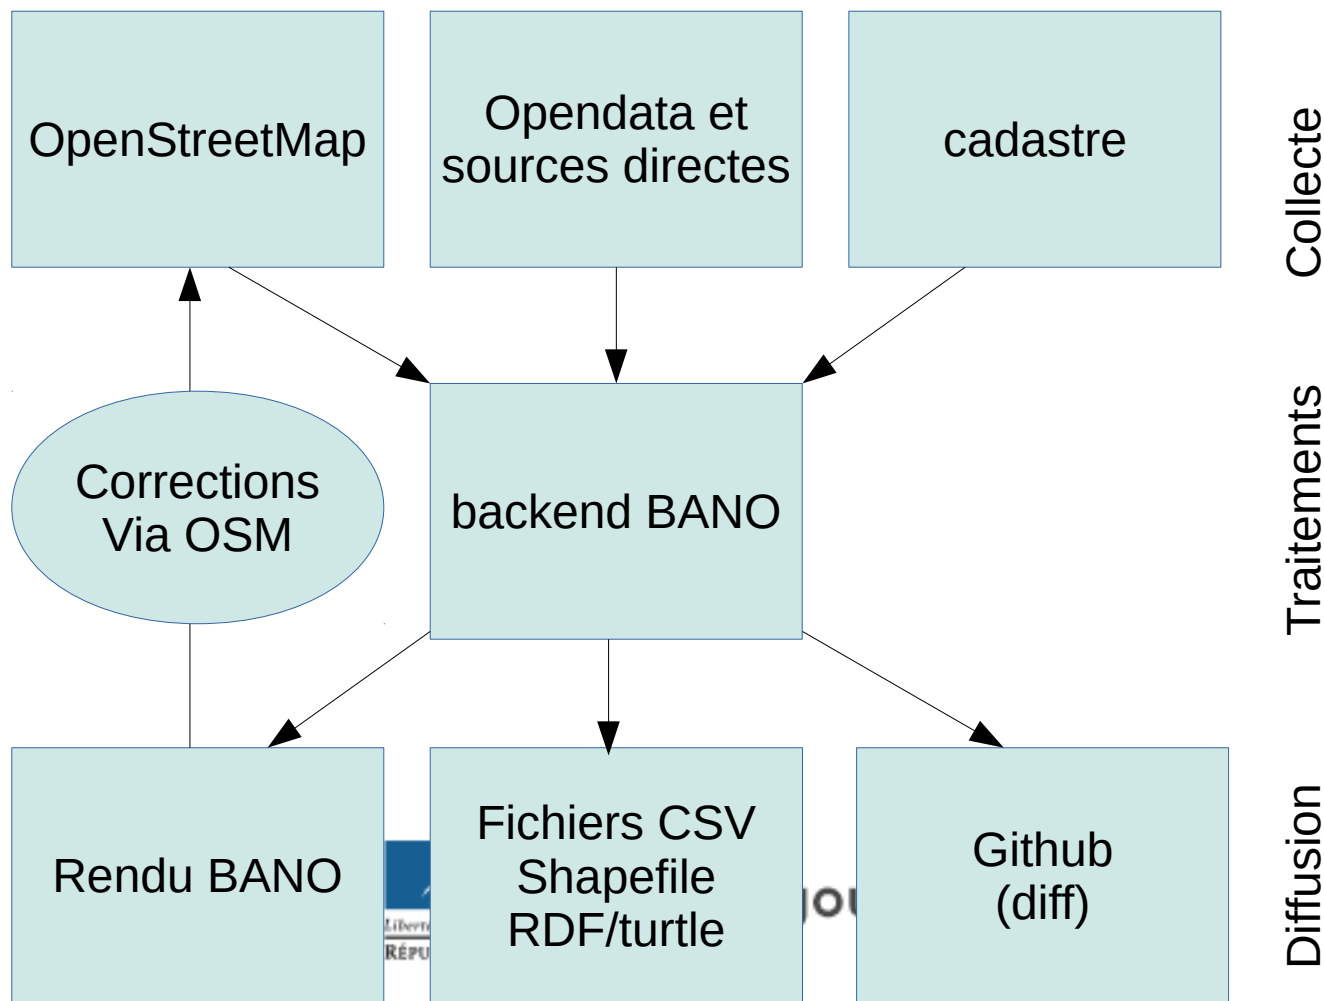 OpenStreetMap
Opendata et
sources directes
cadastre
Collecte
Corrections
Via OSM
backend BANO
Traitements
Rendu BANO
Fichiers CSV
Shapefile
RDF/turtle
Github
(diff)
Diffusion